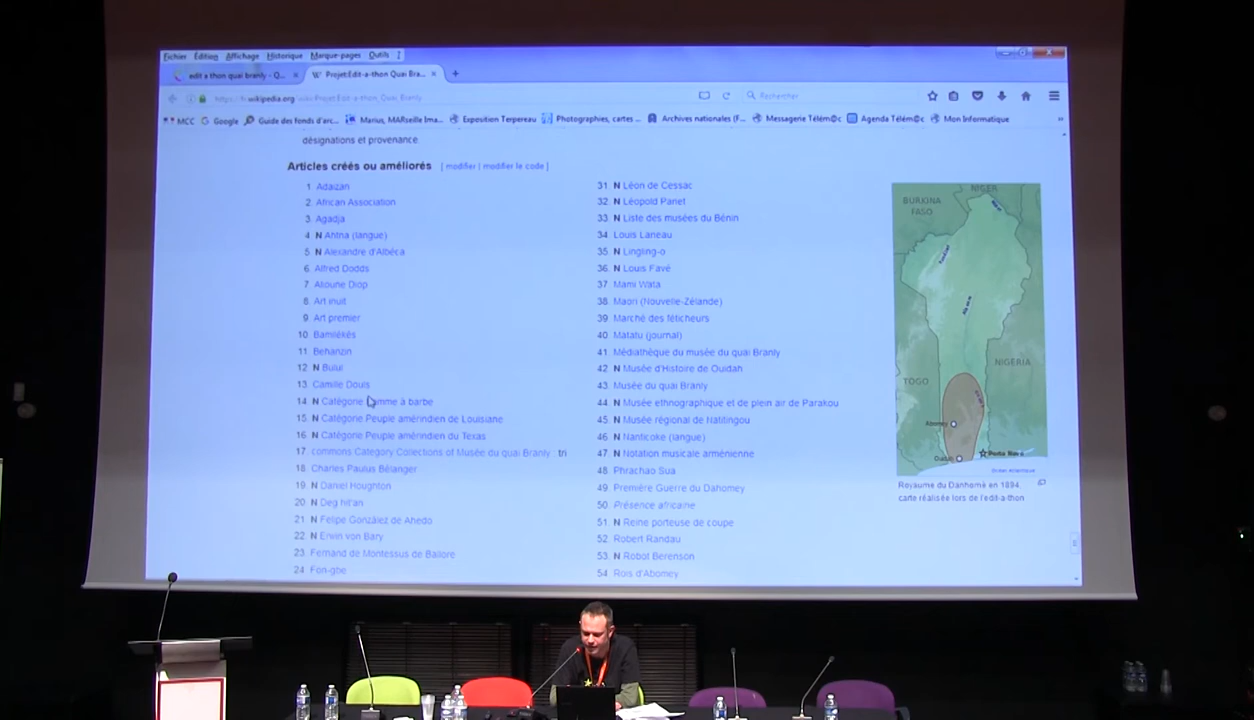 Fichier Édition Affichage Historique Marque-pages Outils ?
edit a thon quai branly - Q...
Projet:Edit-a-thon Quai Bra...
wikipedia.org
Rechercher
MCC Google Guide des fonds d'arc... Marius, MARseille Ima... Exposition Terpereau Photographies, cartes ... Archives nationales (F... Messagerie Télém@c Agenda Télém@c Mon Informatique
désignations et provenance
Articles créés ou améliorés [ modifier | modifier le code ]
1 Adaizan
2. African Association
3. Agadja
4 N Ahtna (langue)
5 N Alexandre d'Albéca
6. Alfred Dodds
7. Alioune Diop
8 Art inuit
9 Art premier
10 Bamilékés
11 Behanzin
12 N Bului
13 Camille Douls
14 N Catégorie Femme à barbe
15 N Catégorie Peuple amérindien de Louisiane
16. N Catégorie Peuple amérindien du Texas
17 commons Category Collections of Musée du quai Branly tri
18. Charles Paulus Bélanger
19. N Daniel Houghton
20 N Deg hit'an
21 N Felipe González de Ahedo
22 N Erwin von Bary
23 Fernand de Montessus de Ballore
24 Fon-gbe
31. N Léon de Cessac
32. N Léopold Panet
33. N Liste des musées du Bénin
34 Louis Laneau
35 N Lingling-o
36. N Louis Favé
37 Mami Wata
38. Maori (Nouvelle-Zélande)
39 Marché des féticheurs
40. Matatu (journal)
41. Médiathèque du musée du quai Branly
42 N Musée d'Histoire de Ouidah
43. Musée du quai Branly
44. N Musée ethnographique et de plein air de Parakou
45. N Musée régional de Natitingou
46 N Nanticoke (langue)
47 N Notation musicale arménienne
48 Phrachao Sua
49. Première Guerre du Dahomey
50. Présence africaine
51. N Reine porteuse de coupe
52. Robert Randau
53. N Robot Berenson
54 Rois d'Abomey
NIGER
BURKINA
FASO
NIGERIA
TOGO
Abomey
Ouidah
Porto Novo
Océan Atlantique
Royaume du Danhomè en 1894,
carte réalisée lors de l'edit-a-thon